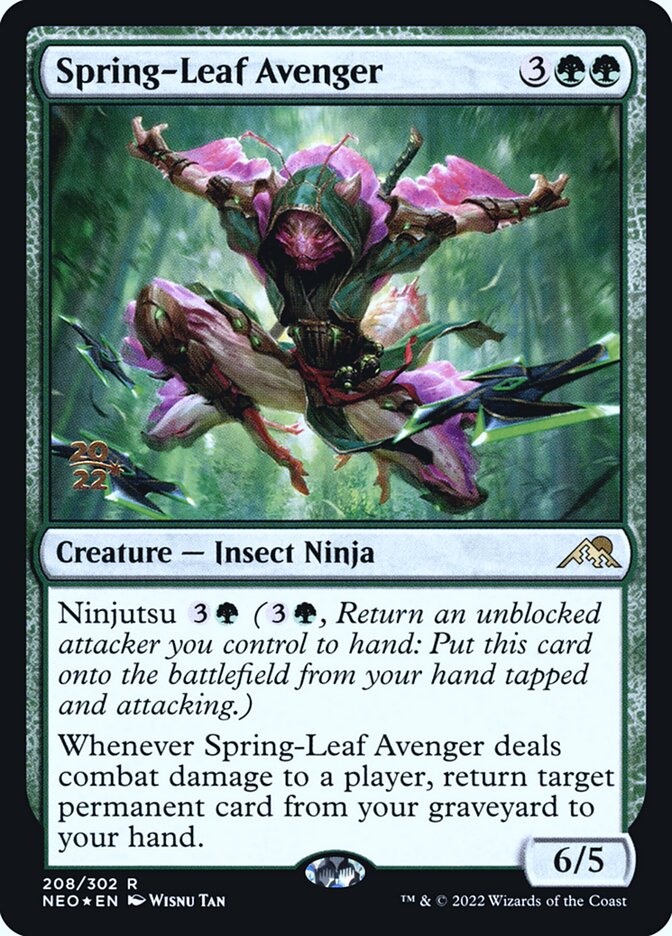 Spring-Leaf Avenger 3
20
22
Creature — Insect Ninja
Ninjutsu 3 (3, Return an unblocked
attacker you control to hand: Put this card
onto the battlefield from your hand tapped
and attacking.)
Whenever Spring-Leaf Avenger deals
combat damage to a player, return target
permanent card from your graveyard to
your hand.
6/5
208/302 R
NEO★EN Wisnu Tan
™ & © 2022 Wizards of the Coast